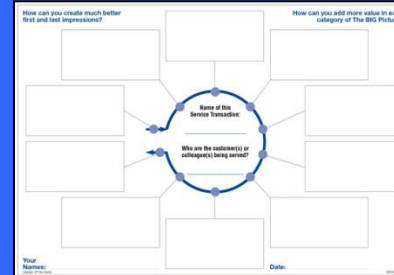 How can you create much better
first and last impressions?
How can you add more value in ea
category of The BIG Pictu
Name of this
Service Transaction:
Who are the customer(s) or
colleague(s) being served?
Your
Names:
Date: